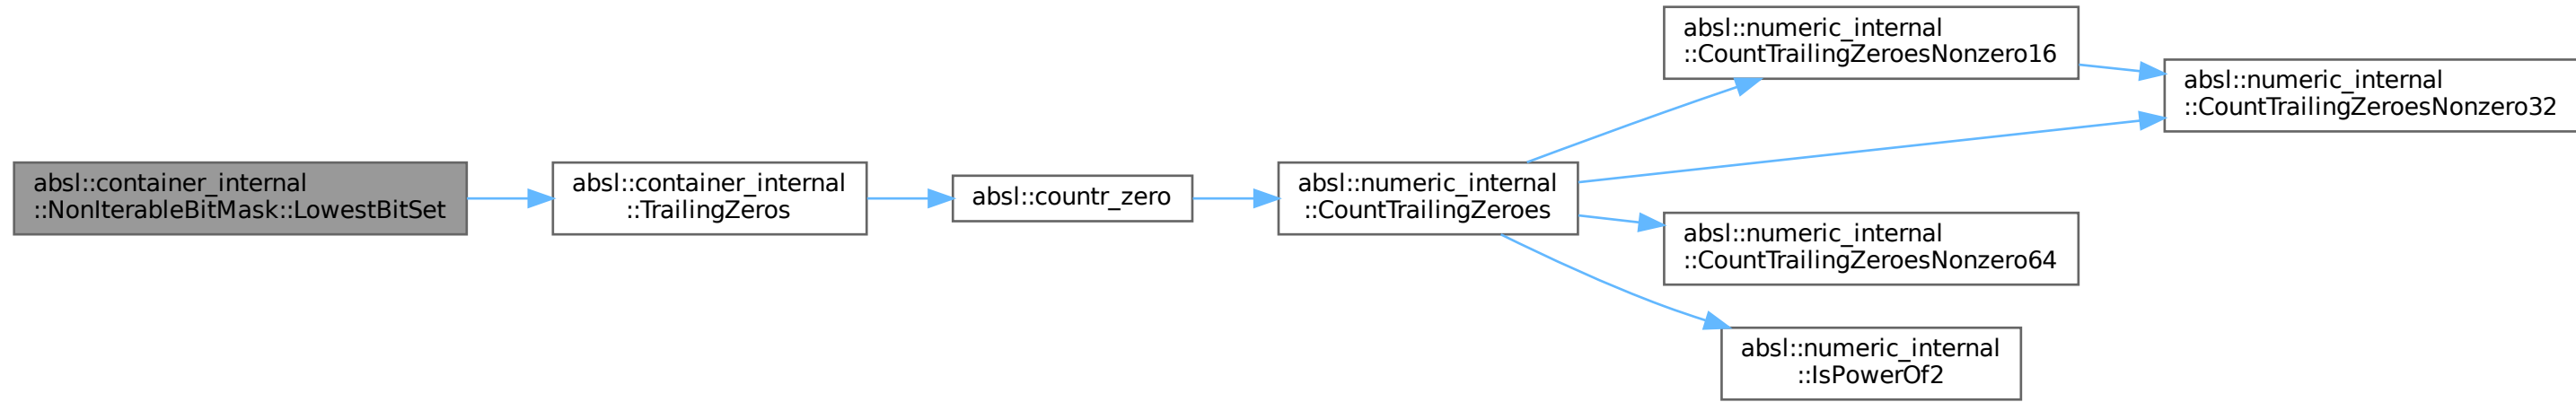 absl::container_internal
::NonIterableBitMask::LowestBitSet
absl::container_internal
::TrailingZeros
absl::countr_zero
absl::numeric_internal
::CountTrailingZeroes
absl::numeric_internal
::CountTrailingZeroesNonzero16
absl::numeric_internal
::CountTrailingZeroesNonzero32
absl::numeric_internal
::CountTrailingZeroesNonzero64
absl::numeric_internal
::IsPowerOf2